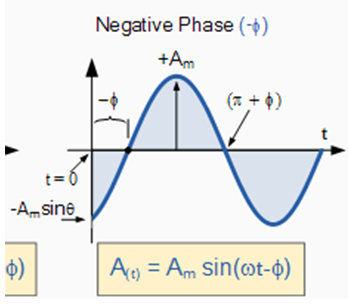 Negative Phase (-ϕ)
+Aₘ
−ϕ
(π + ϕ)
t
t = 0
-Aₘsinθ
ϕ)
A₍ₜ₎ = Aₘ sin(ωt-ϕ)